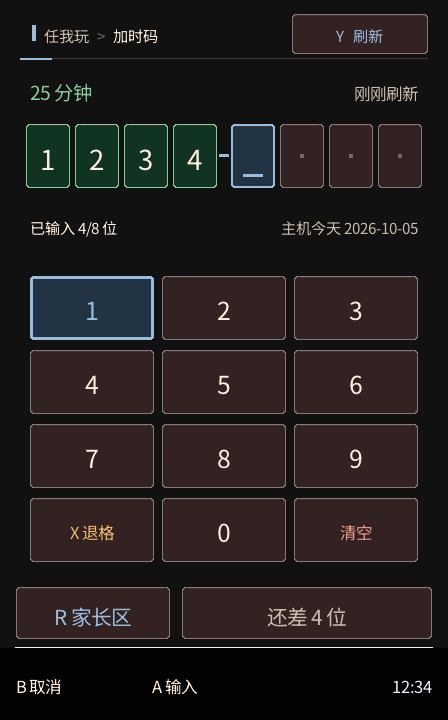 任我玩 > 加时码
Y 刷新
25 分钟
刚刚刷新
1 2 3 4 - _ · · ·
已输入 4/8 位
主机今天 2026-10-05
1 2 3
4 5 6
7 8 9
X 退格 0 清空
R 家长区 还差 4 位
B 取消 A 输入 12:34